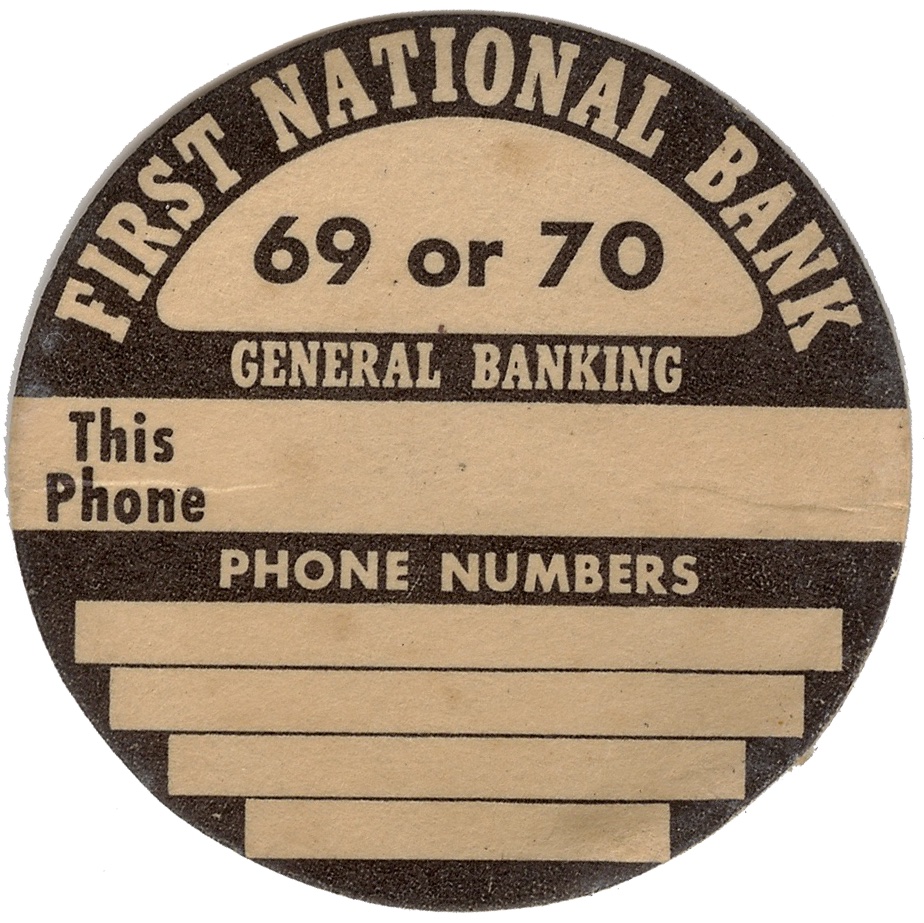 FIRST NATIONAL BANK
69 or 70
GENERAL BANKING
This
Phone
PHONE NUMBERS